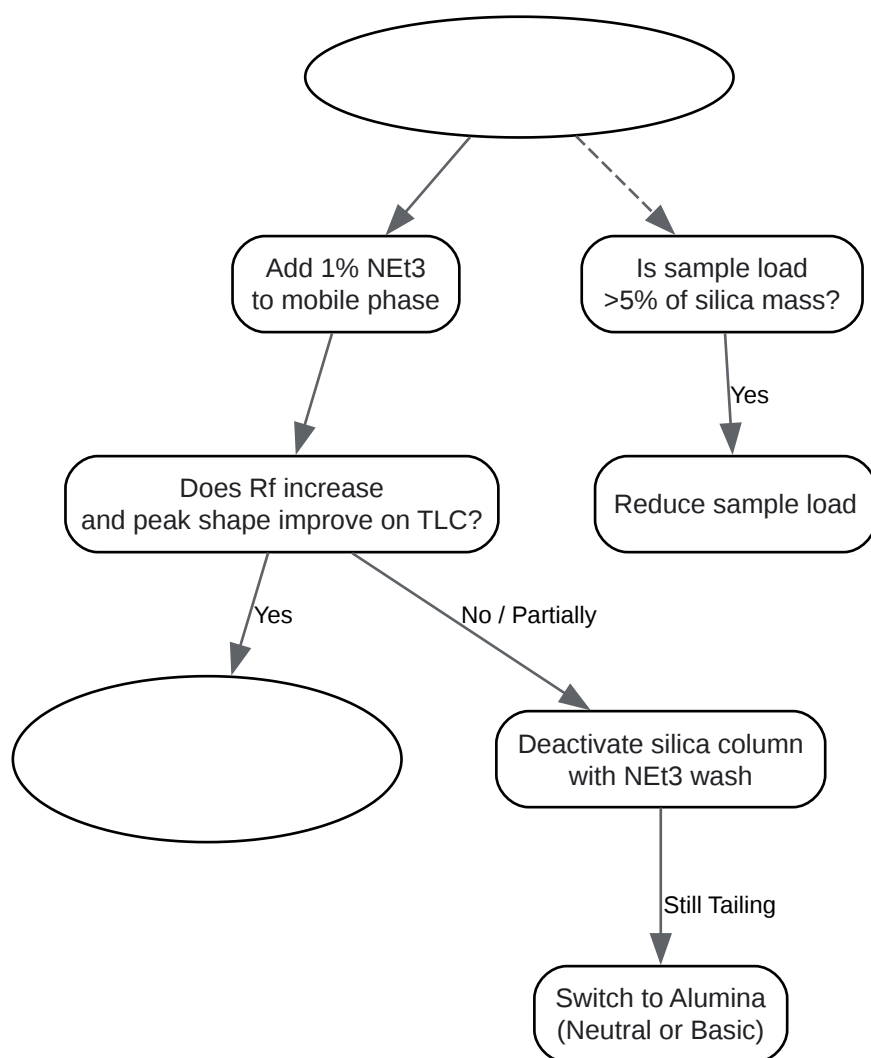 Add 1% NEt3
to mobile phase
Is sample load
>5% of silica mass?
Yes
Does Rf increase
and peak shape improve on TLC?
Reduce sample load
Yes
No / Partially
Deactivate silica column
with NEt3 wash
Still Tailing
Switch to Alumina
(Neutral or Basic)